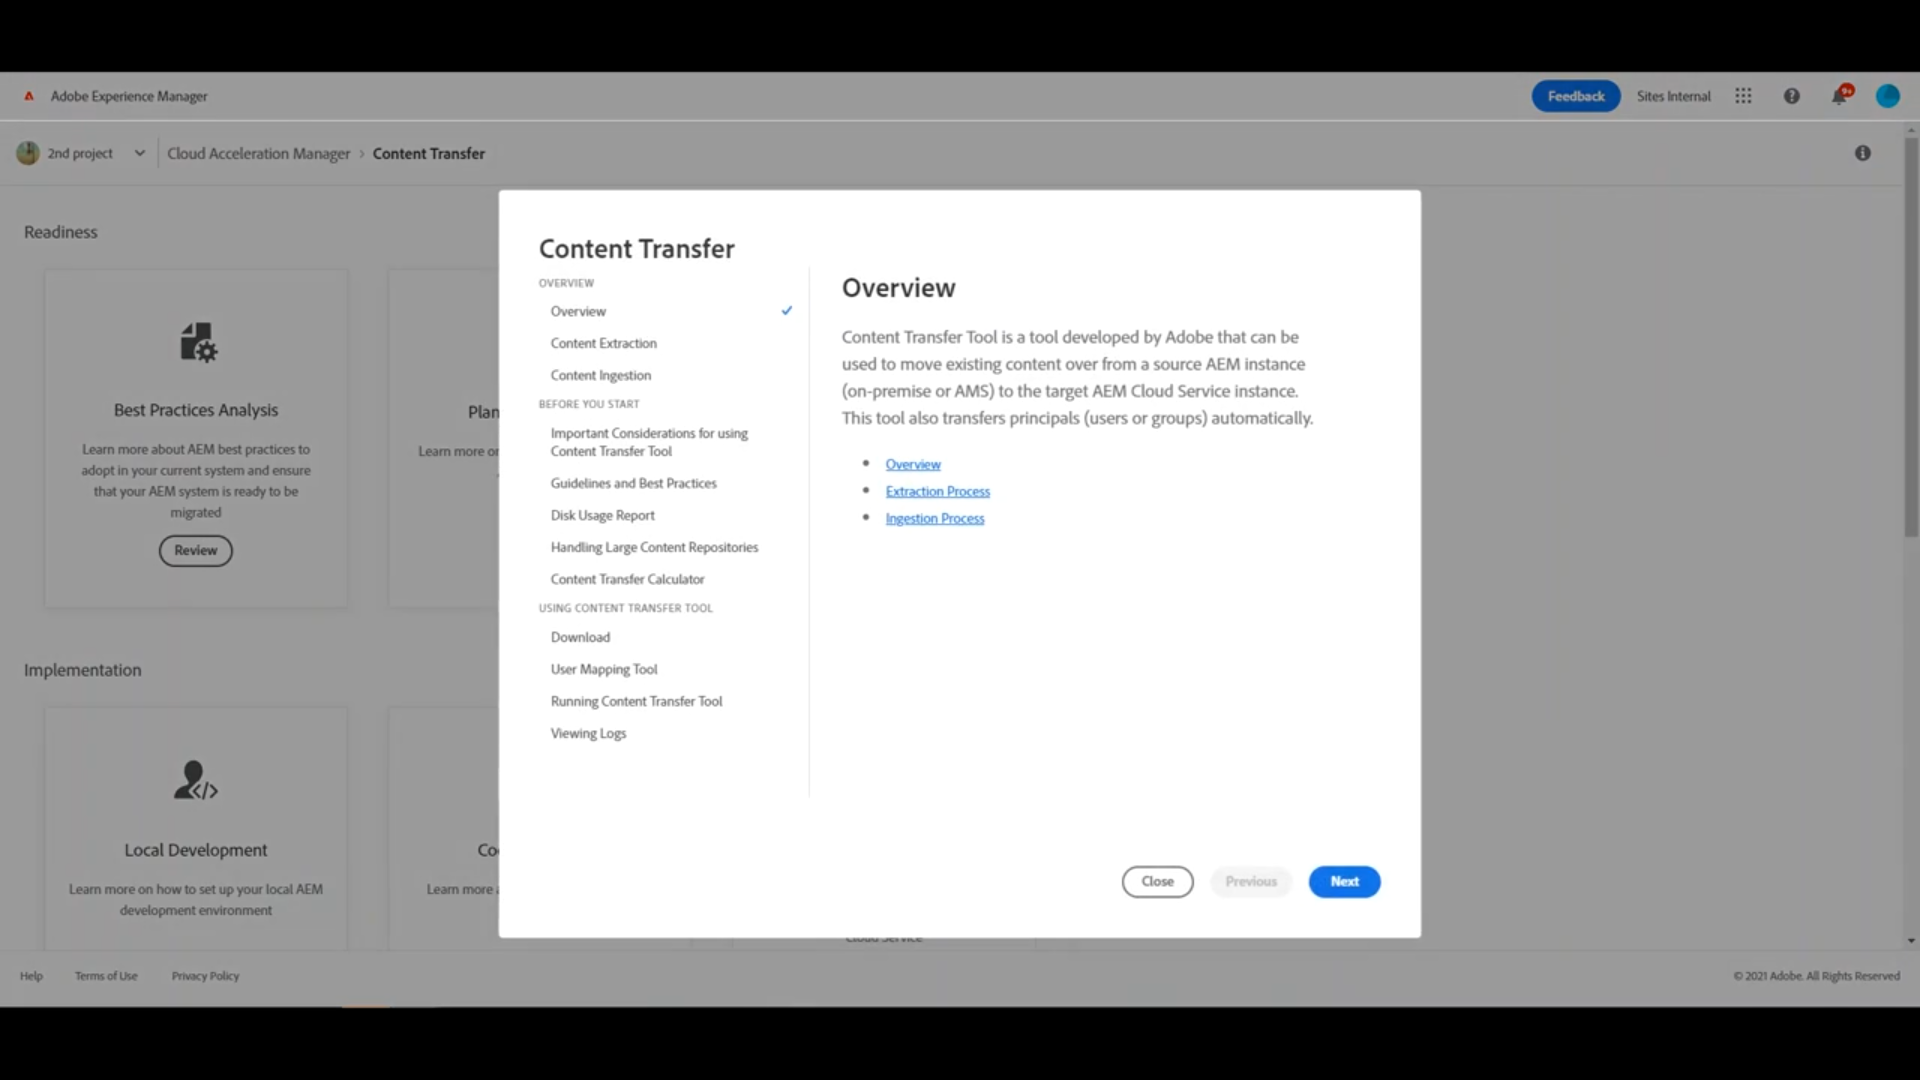 Adobe Experience Manager
Feedback
Sites Internal
9+
2nd project
Cloud Acceleration Manager › Content Transfer
Readiness
Best Practices Analysis
Learn more about AEM best practices to
adopt in your current system and ensure
that your AEM system is ready to be
migrated
Review
Plan
Learn more
Implementation
Local Development
Learn more on how to set up your local AEM
development environment
Learn more
Content Transfer
OVERVIEW
Overview
Content Extraction
Content Ingestion
BEFORE YOU START
Important Considerations for using
Content Transfer Tool
Guidelines and Best Practices
Disk Usage Report
Handling Large Content Repositories
Content Transfer Calculator
USING CONTENT TRANSFER TOOL
Download
User Mapping Tool
Running Content Transfer Tool
Viewing Logs
Overview
Content Transfer Tool is a tool developed by Adobe that can be
used to move existing content over from a source AEM instance
(on-premise or AMS) to the target AEM Cloud Service instance.
This tool also transfers principals (users or groups) automatically.
Overview
Extraction Process
Ingestion Process
Close
Previous
Next
Cloud Service
Help
Terms of Use
Privacy Policy
© 2021 Adobe. All Rights Reserved